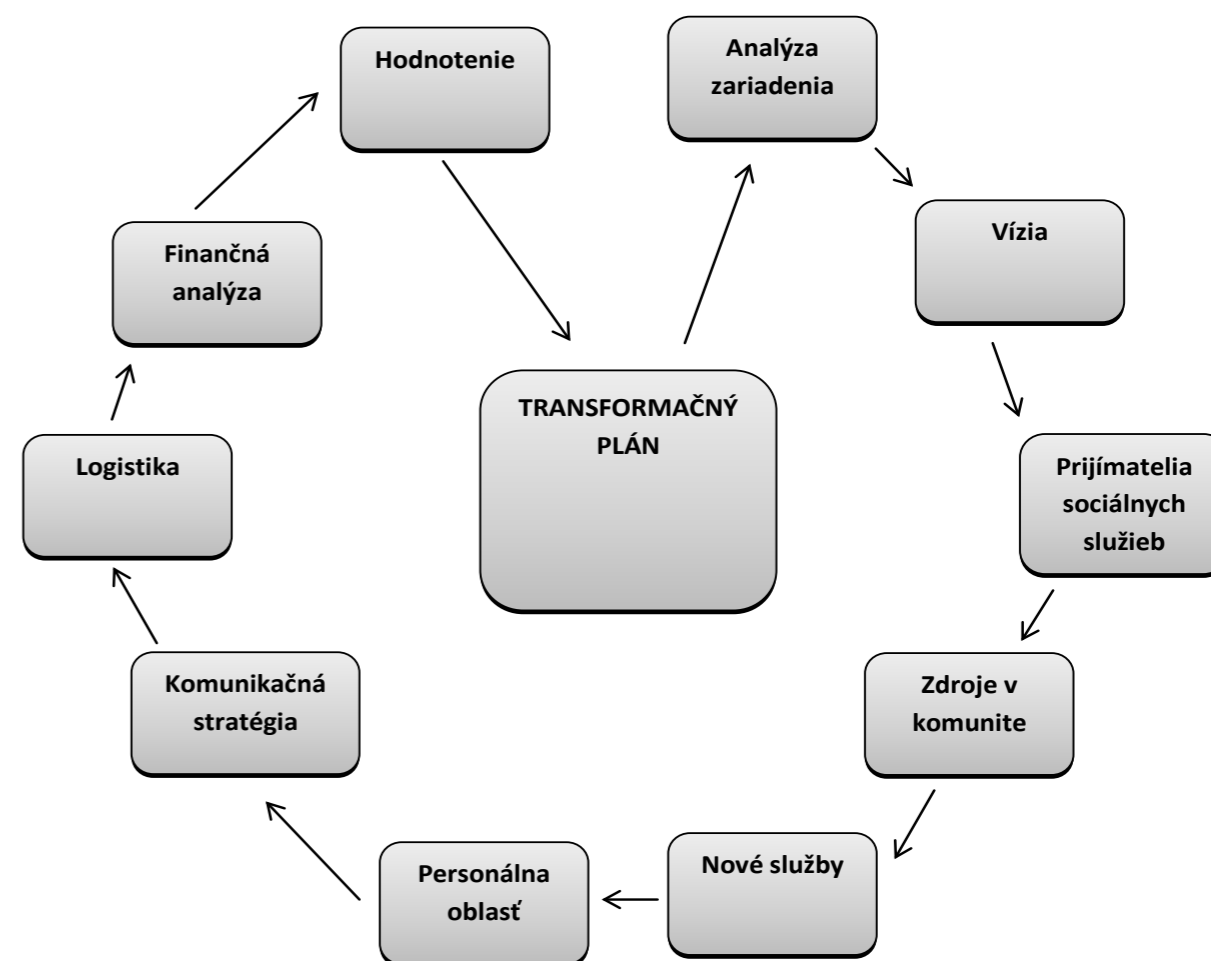 Hodnotenie
Analýza
zariadenia
Vízia
Finančná
analýza
TRANSFORMAČNÝ
PLÁN
Logistika
Prijímatelia
sociálnych
služieb
Komunikačná
stratégia
Zdroje v
komunite
Nové služby
Personálna
oblasť